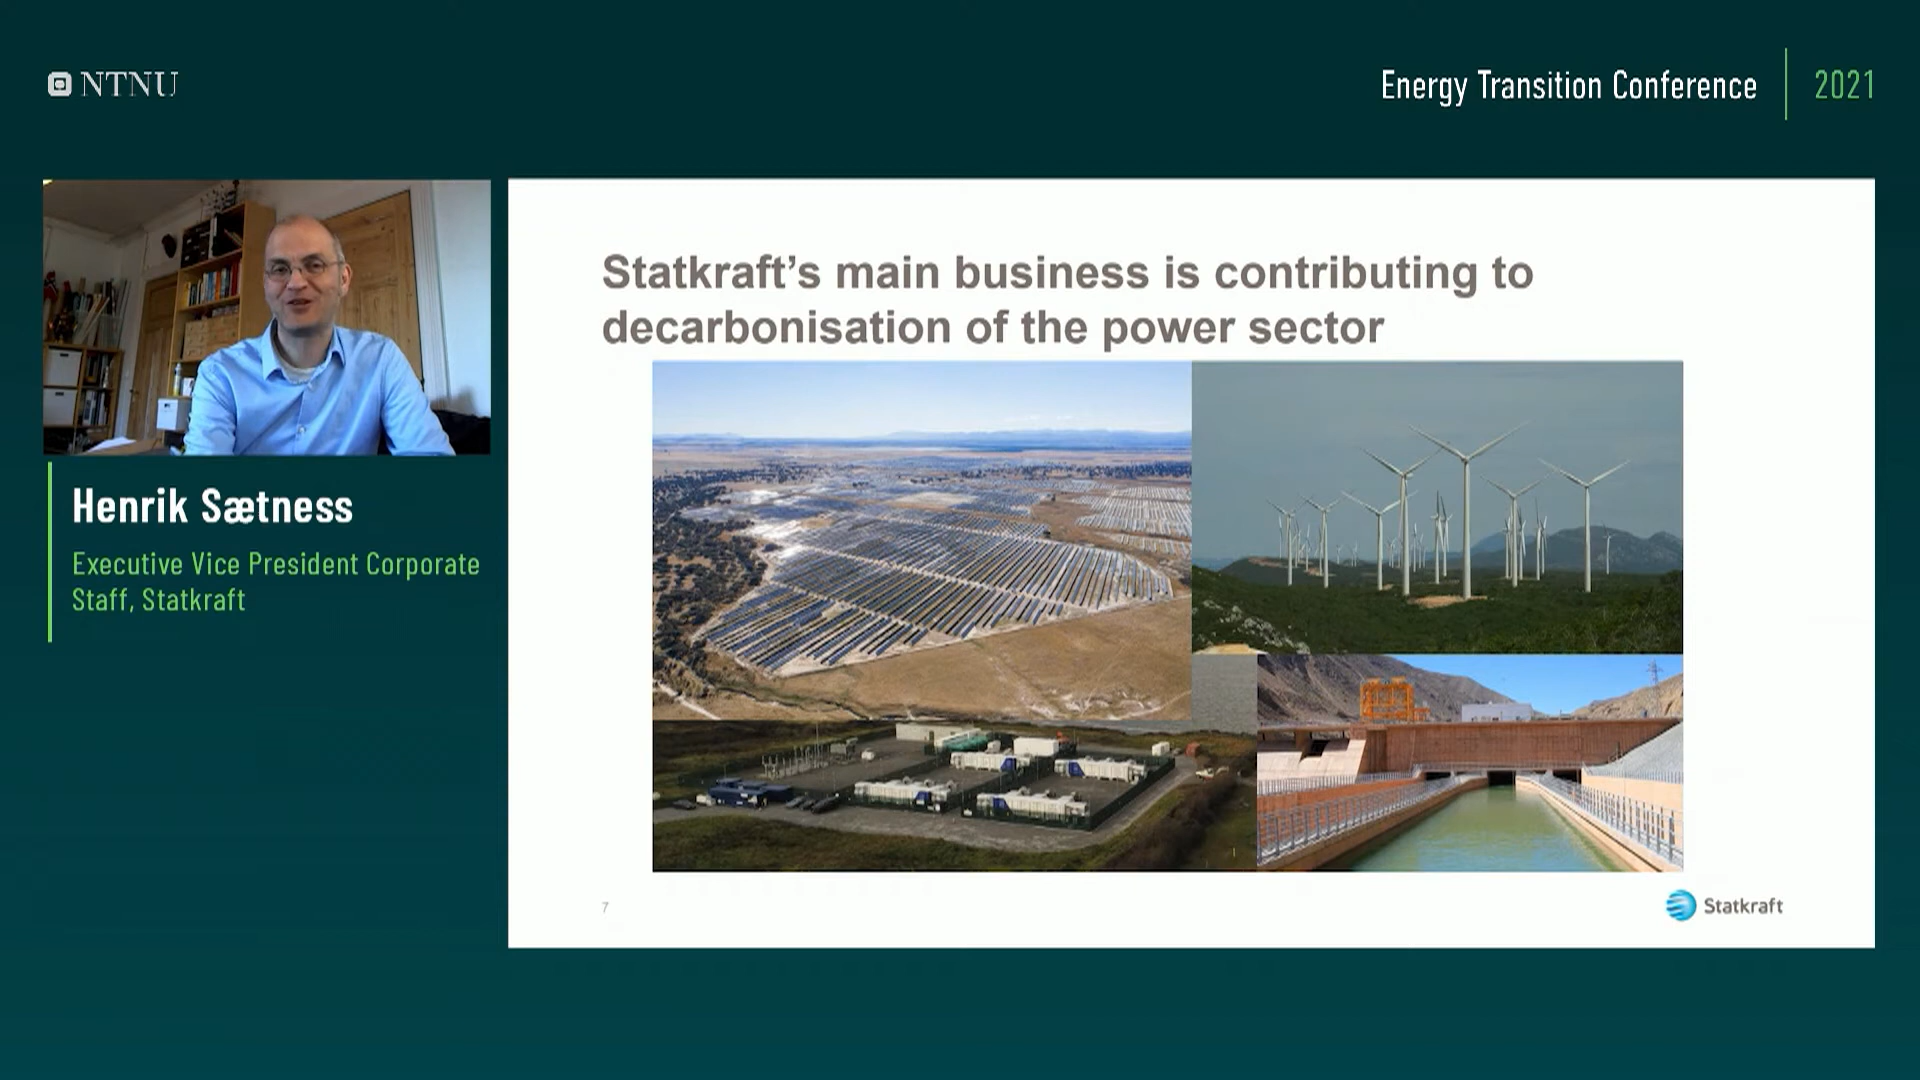 NTNU
Energy Transition Conference
2021
Henrik Sætness
Executive Vice President Corporate
Staff, Statkraft
Statkraft’s main business is contributing to
decarbonisation of the power sector
7
Statkraft